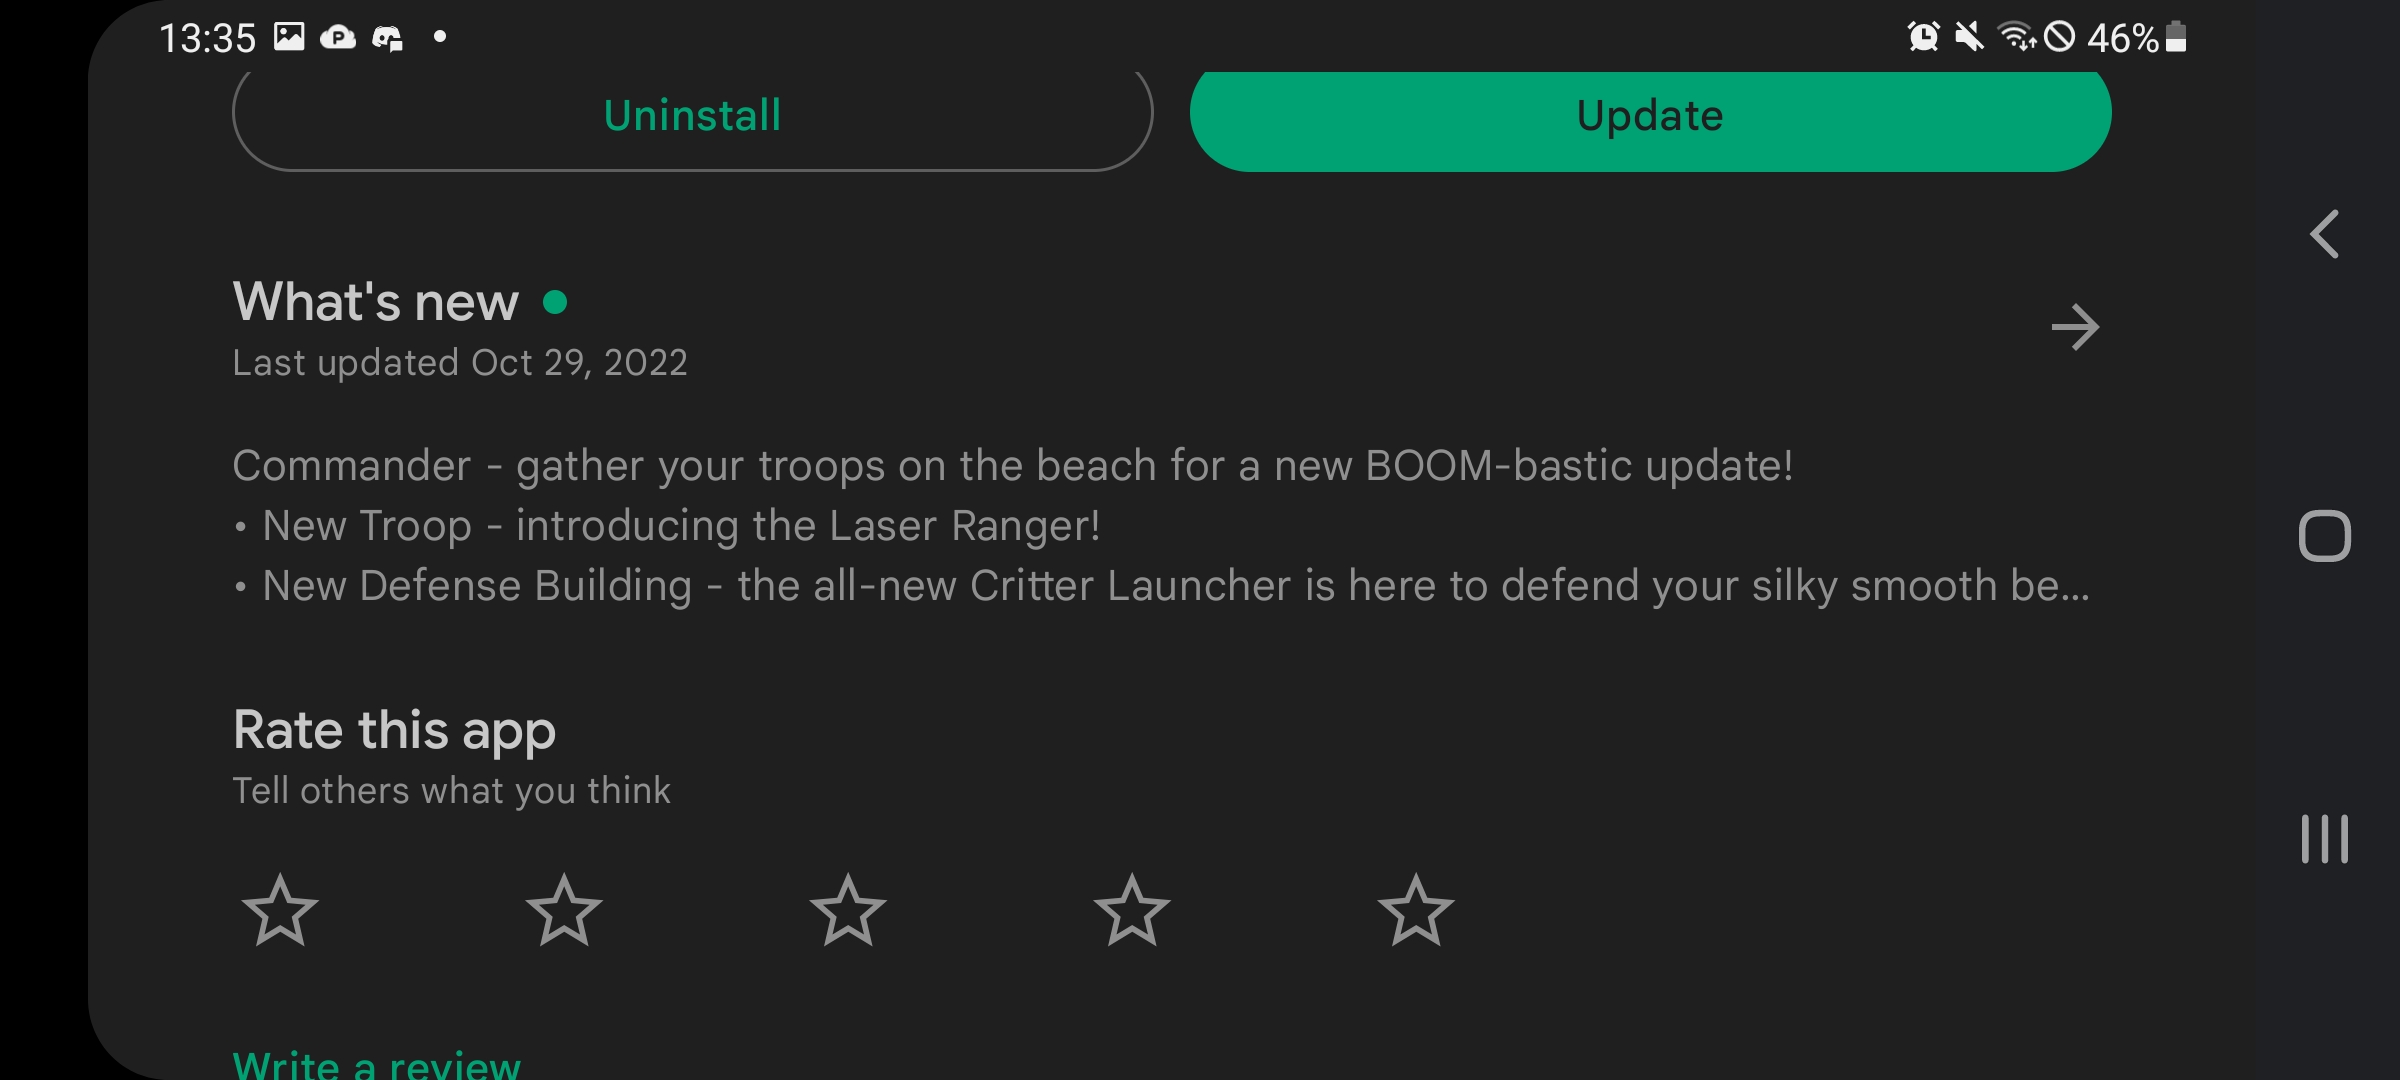 13:35 46%
Uninstall Update
What's new
Last updated Oct 29, 2022
Commander - gather your troops on the beach for a new BOOM-bastic update!
• New Troop - introducing the Laser Ranger!
• New Defense Building - the all-new Critter Launcher is here to defend your silky smooth be...
Rate this app
Tell others what you think
Write a review